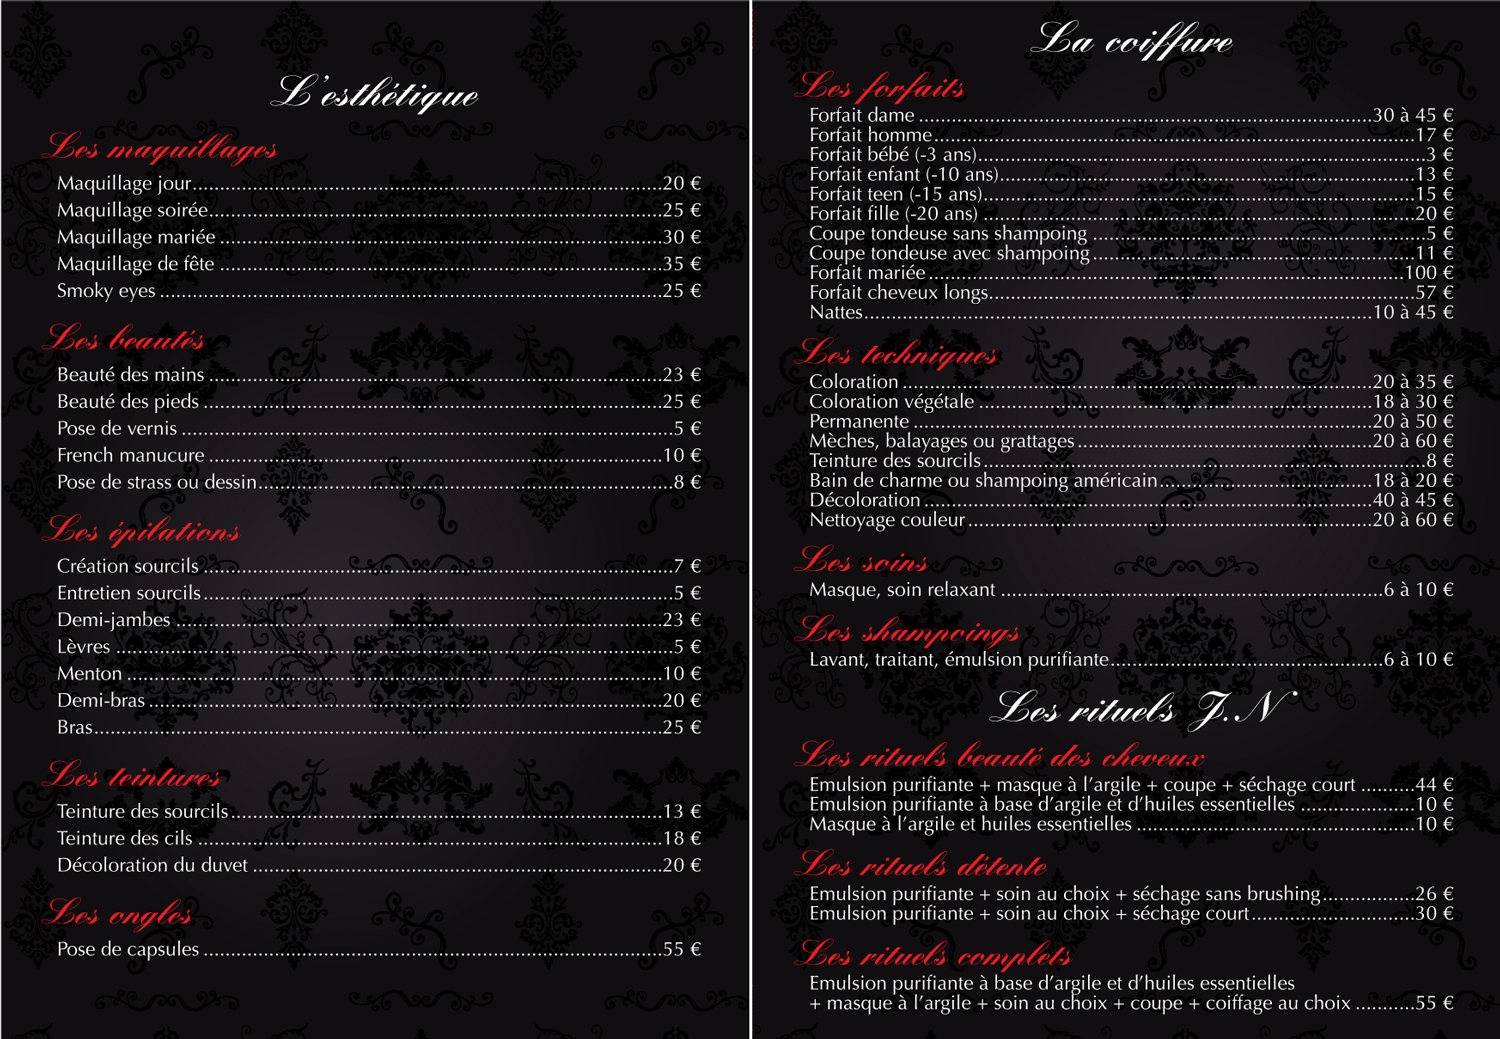 L'esthétique
Les maquillages
Maquillage jour.......................................................................................20 €
Maquillage soirée....................................................................................25 €
Maquillage mariée ..................................................................................30 €
Maquillage de fête ..................................................................................35 €
Smoky eyes .............................................................................................25 €
Les beautés
Beauté des mains ....................................................................................23 €
Beauté des pieds .....................................................................................25 €
Pose de vernis ...........................................................................................5 €
French manucure ....................................................................................10 €
Pose de strass ou dessin.............................................................................8 €
Les épilations
Création sourcils .......................................................................................7 €
Entretien sourcils.......................................................................................5 €
Demi-jambes ..........................................................................................23 €
Lèvres .......................................................................................................5 €
Menton ...................................................................................................10 €
Demi-bras ...............................................................................................20 €
Bras.........................................................................................................25 €
Les teintures
Teinture des sourcils................................................................................13 €
Teinture des cils ......................................................................................18 €
Décoloration du duvet ............................................................................20 €
Les ongles
Pose de capsules .....................................................................................55 €
La coiffure
Les forfaits
Forfait dame ....................................................................................30 à 45 €
Forfait homme.........................................................................................17 €
Forfait bébé (-3 ans)...................................................................................3 €
Forfait enfant (-10 ans).............................................................................13 €
Forfait teen (-15 ans)................................................................................15 €
Forfait fille (-20 ans) ................................................................................20 €
Coupe tondeuse sans shampoing ..............................................................5 €
Coupe tondeuse avec shampoing............................................................11 €
Forfait mariée........................................................................................100 €
Forfait cheveux longs...............................................................................57 €
Nattes..............................................................................................10 à 45 €
Les techniques
Coloration .......................................................................................20 à 35 €
Coloration végétale .........................................................................18 à 30 €
Permanente .....................................................................................20 à 50 €
Mèches, balayages ou grattages.......................................................20 à 60 €
Teinture des sourcils..................................................................................8 €
Bain de charme ou shampoing américain........................................18 à 20 €
Décoloration ...................................................................................40 à 45 €
Nettoyage couleur ...........................................................................20 à 60 €
Les soins
Masque, soin relaxant .......................................................................6 à 10 €
Les shampoings
Lavant, traitant, émulsion purifiante...................................................6 à 10 €
Les rituels J.N
Les rituels beauté des cheveux
Emulsion purifiante + masque à l'argile + coupe + séchage court ..........44 €
Emulsion purifiante à base d'argile et d'huiles essentielles .....................10 €
Masque à l'argile et huiles essentielles ....................................................10 €
Les rituels détente
Emulsion purifiante + soin au choix + séchage sans brushing.................26 €
Emulsion purifiante + soin au choix + séchage court..............................30 €
Les rituels complets
Emulsion purifiante à base d'argile et d'huiles essentielles
+ masque à l'argile + soin au choix + coupe + coiffage au choix ...........55 €